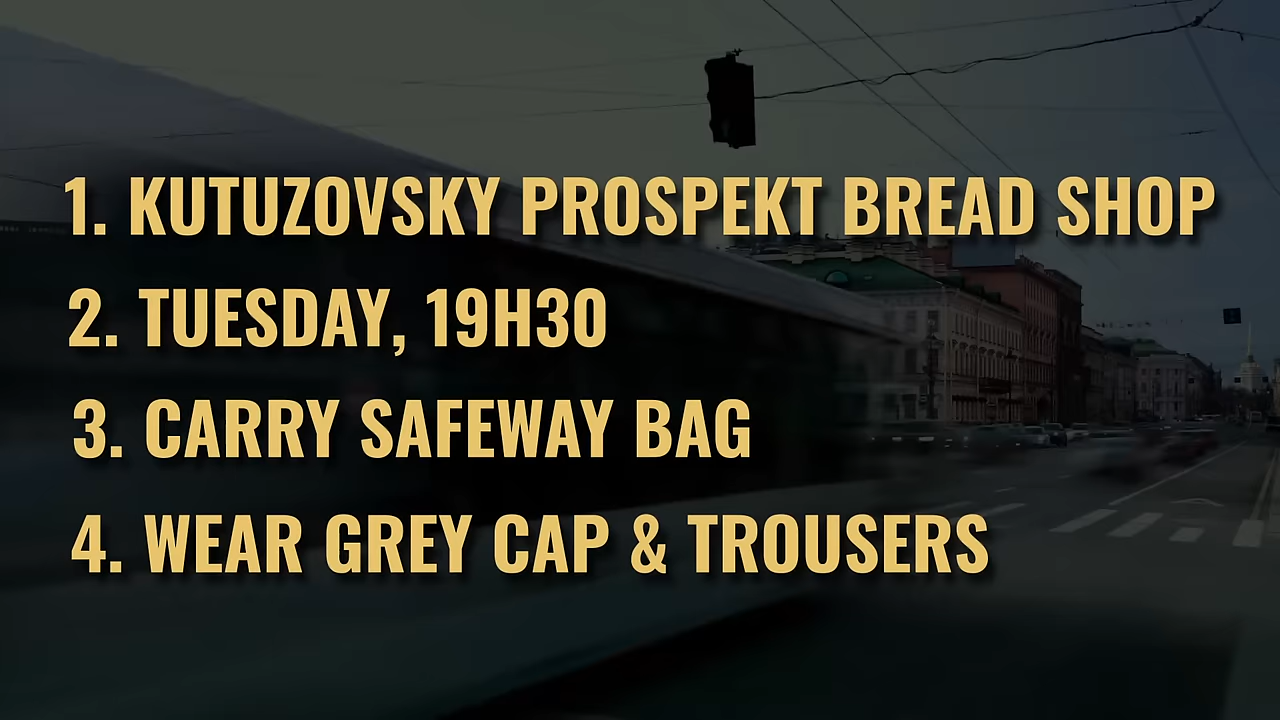 1. KUTUZOVSKY PROSPEKT BREAD SHOP
2. TUESDAY, 19H30
3. CARRY SAFEWAY BAG
4. WEAR GREY CAP & TROUSERS